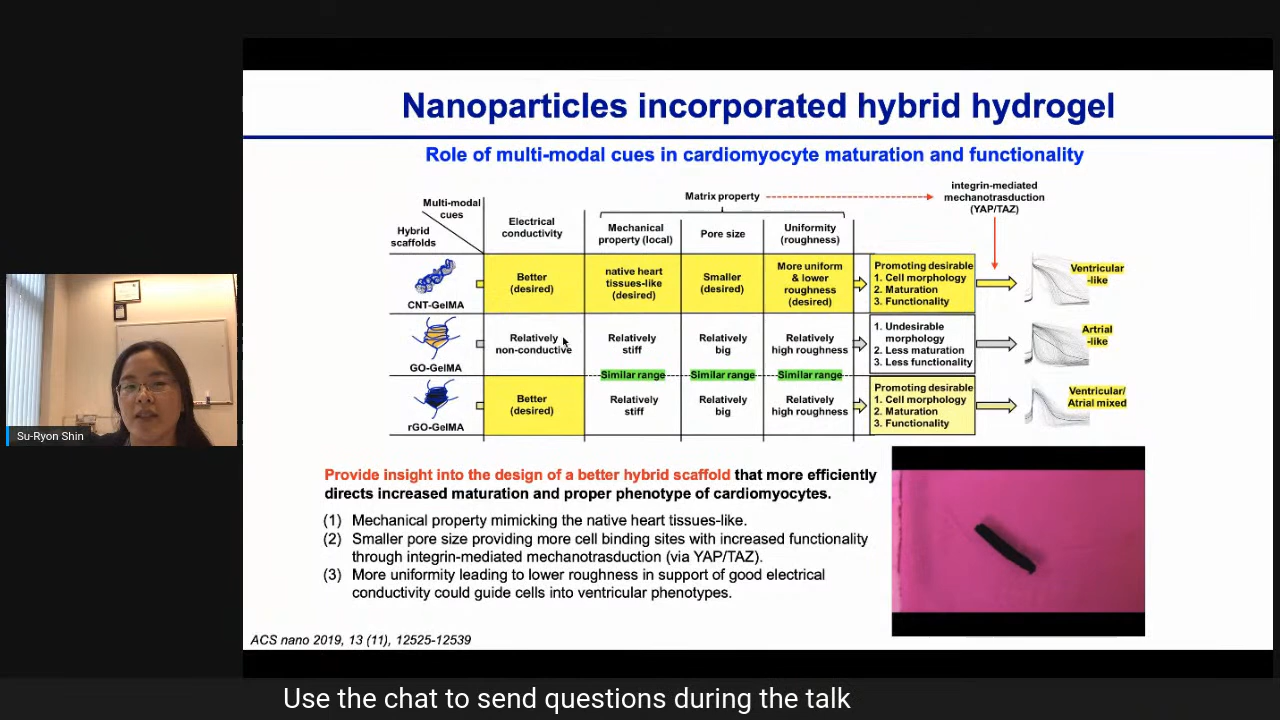 Nanoparticles incorporated hybrid hydrogel
Role of multi-modal cues in cardiomyocyte maturation and functionality
Multi-modal
cues
Hybrid
scaffolds
Electrical
conductivity
Matrix property
Mechanical
property (local)
Pore size
Uniformity
(roughness)
integrin-mediated
mechanotrasduction
(YAP/TAZ)
CNT-GelMA
Better
(desired)
native heart
tissues-like
(desired)
Smaller
(desired)
More uniform
& lower
roughness
(desired)
Promoting desirable
1. Cell morphology
2. Maturation
3. Functionality
Ventricular
-like
GO-GelMA
Relatively
non-conductive
Relatively
stiff
Relatively
big
Relatively
high roughness
1. Undesirable
morphology
2. Less maturation
3. Less functionality
Artrial
-like
Similar range
Similar range
Similar range
rGO-GelMA
Better
(desired)
Relatively
stiff
Relatively
big
Relatively
high roughness
Promoting desirable
1. Cell morphology
2. Maturation
3. Functionality
Ventricular/
Atrial mixed
Su-Ryon Shin
Provide insight into the design of a better hybrid scaffold that more efficiently
directs increased maturation and proper phenotype of cardiomyocytes.
(1) Mechanical property mimicking the native heart tissues-like.
(2) Smaller pore size providing more cell binding sites with increased functionality
through integrin-mediated mechanotrasduction (via YAP/TAZ).
(3) More uniformity leading to lower roughness in support of good electrical
conductivity could guide cells into ventricular phenotypes.
ACS nano 2019, 13 (11), 12525-12539
Use the chat to send questions during the talk